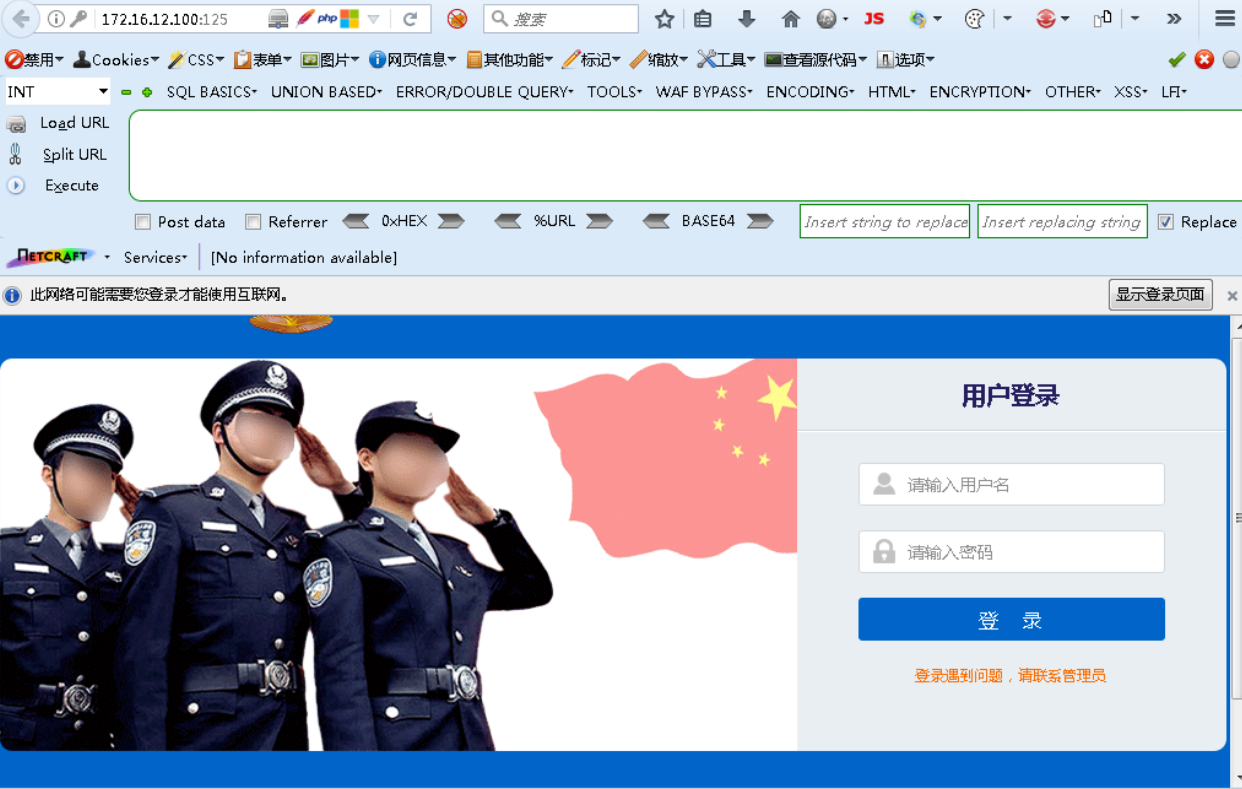 172.16.12.100:125 php 搜索 JS
禁用 Cookies CSS 表单 图片 网页信息 其他功能 标记 缩放 工具 查看源代码 选项
INT SQL BASICS UNION BASED ERROR/DOUBLE QUERY TOOLS WAF BYPASS ENCODING HTML ENCRYPTION OTHER XSS LFI
Load URL
Split URL
Execute
Post data Referrer 0xHEX %URL BASE64 Insert string to replace Insert replacing string Replace
NETCRAFT Services [No information available]
此网络可能需要您登录才能使用互联网。 显示登录页面
用户登录
请输入用户名
请输入密码
登 录
登录遇到问题，请联系管理员